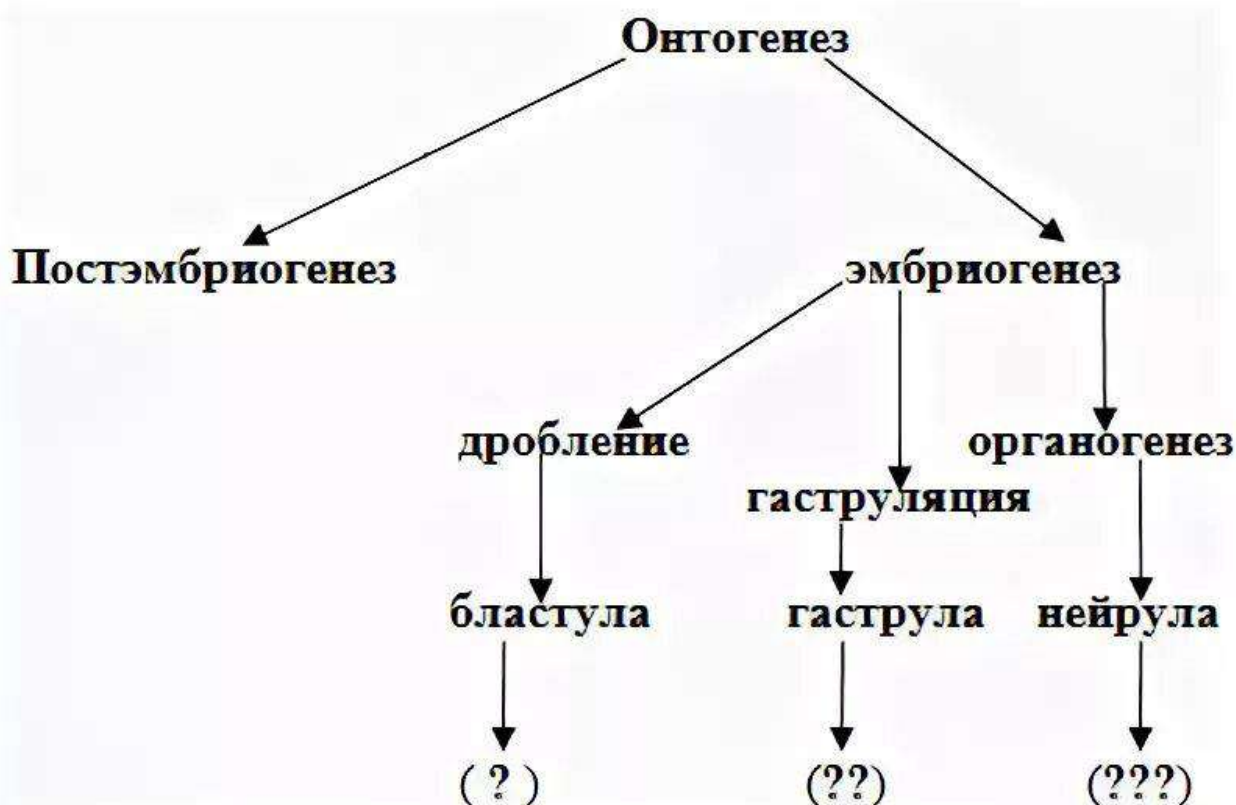 Онтогенез
Постэмбриогенез эмбриогенез
дробление органогенез
гаструляция
бластула гаструла нейрула
( ? ) (??) (???)